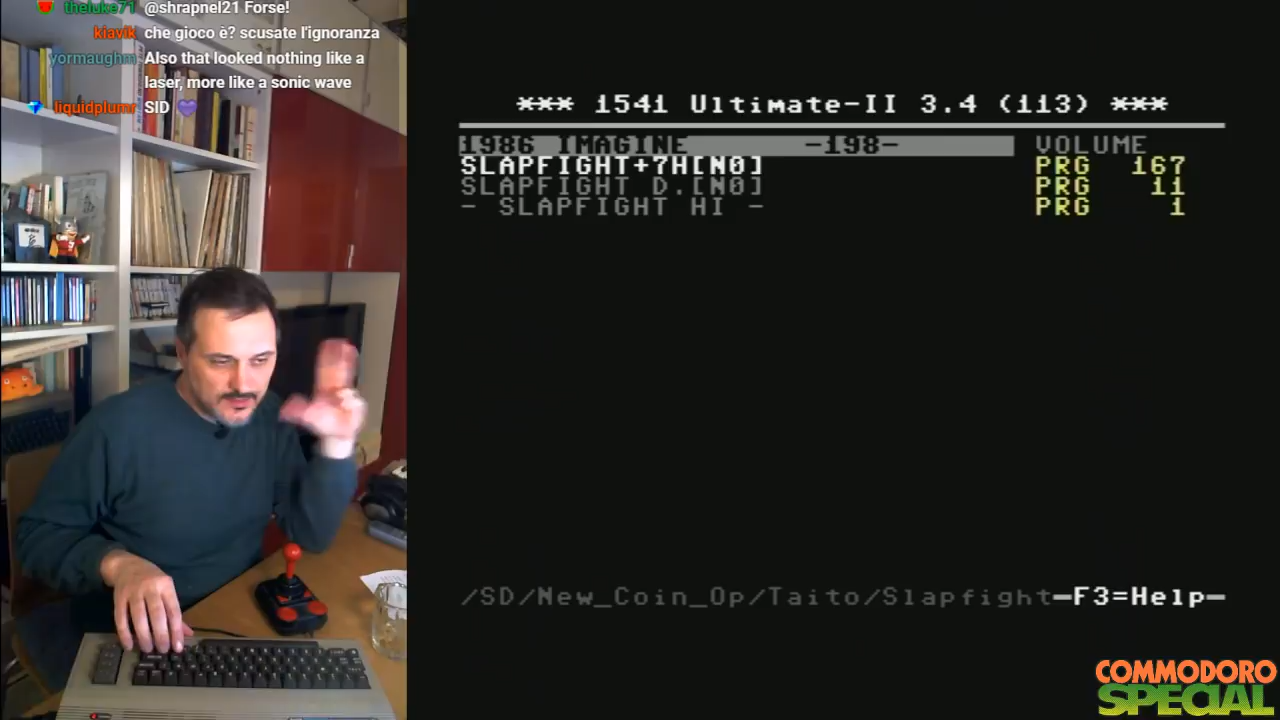 theluke71 @shrapnel21 Forse!
kiavik che gioco è? scusate l'ignoranza
yormaughm Also that looked nothing like a
laser, more like a sonic wave
liquidplumr SID
*** 1541 Ultimate-II 3.4 (113) ***
1986 IMAGINE -198- VOLUME
SLAPFIGHT+7H[N0] PRG 167
SLAPFIGHT D.[N0] PRG 11
- SLAPFIGHT HI - PRG 1
/SD/New_Coin_Op/Taito/Slapfight-F3=Help-
COMMODORO
SPECIAL